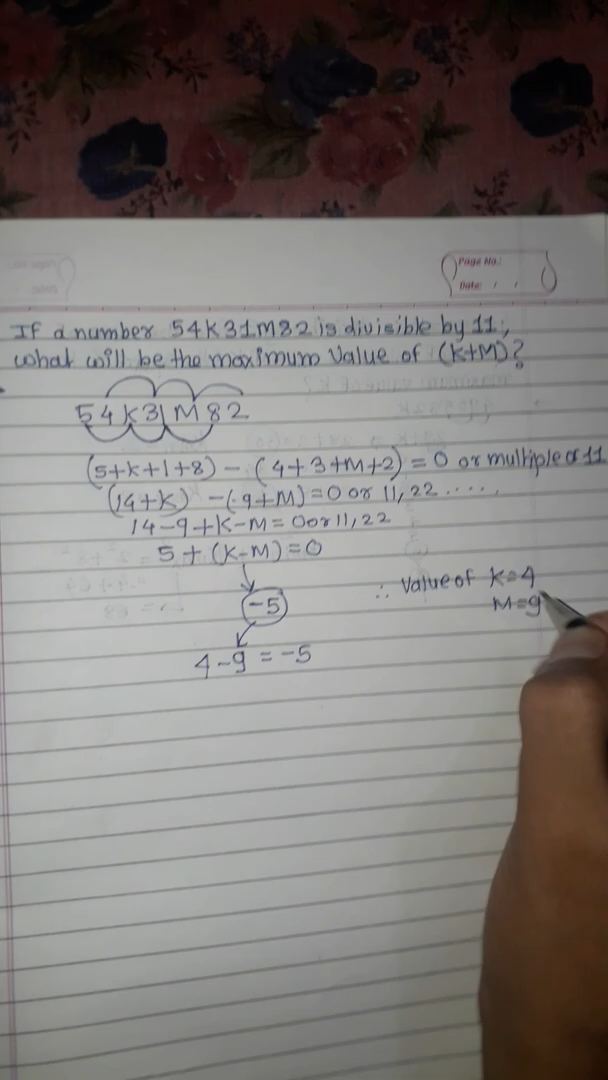 Page No.:
Date: / /
If a number 54K31M82 is divisible by 11,
what will be the maximum value of (K+M)?
54K31M82
(5+K+1+8) - (4+3+M+2) = 0 or multiple of 11
(14+K) - (9+M) = 0 or 11, 22 .....
14-9+K-M = 0 or 11, 22
5 + (K-M) = 0
-5
4-9 = -5
∴ Value of K=4
M=9